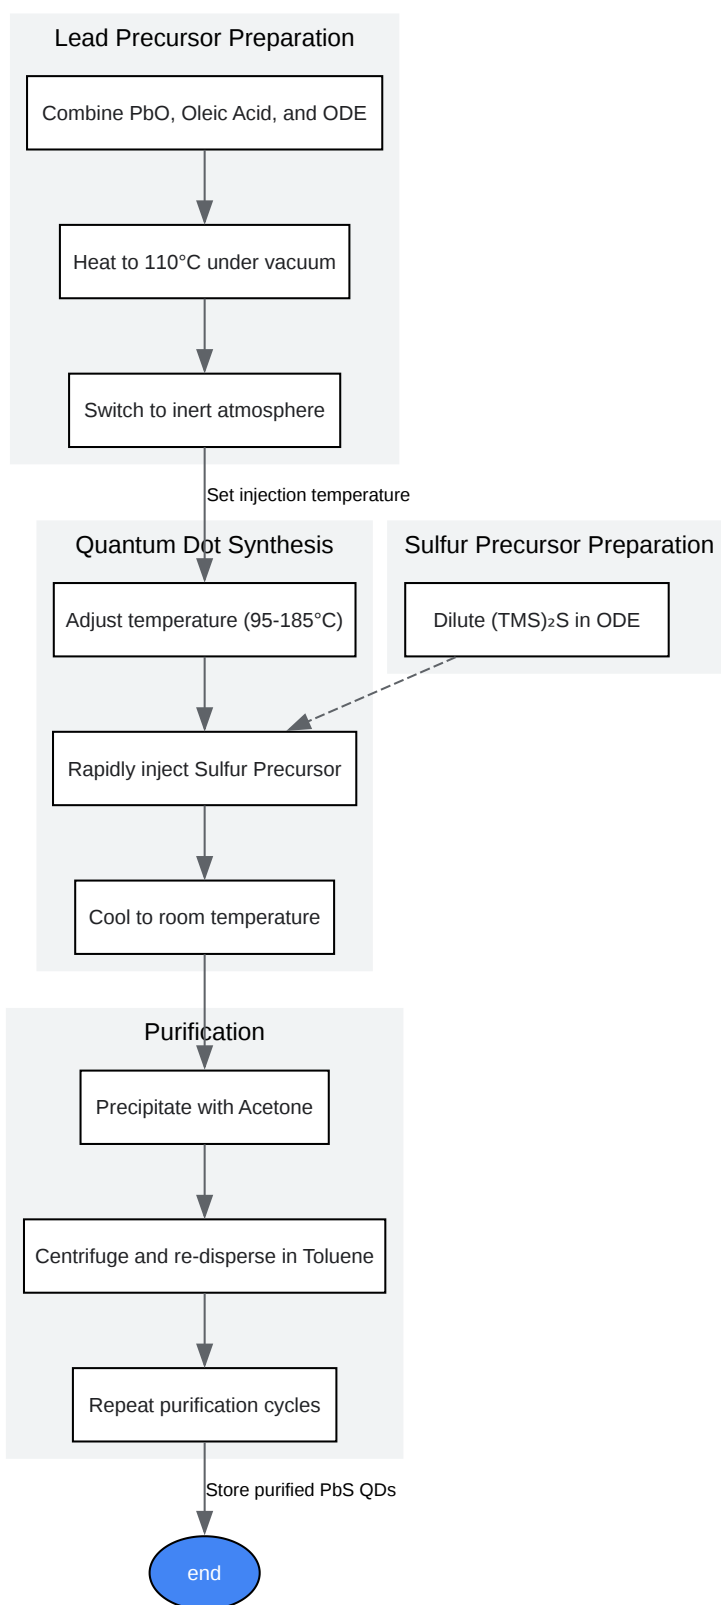 Lead Precursor Preparation
Combine PbO, Oleic Acid, and ODE
Heat to 110°C under vacuum
Switch to inert atmosphere
Set injection temperature
Quantum Dot Synthesis
Sulfur Precursor Preparation
Adjust temperature (95-185°C)
Dilute (TMS)₂S in ODE
Rapidly inject Sulfur Precursor
Cool to room temperature
Purification
Precipitate with Acetone
Centrifuge and re-disperse in Toluene
Repeat purification cycles
Store purified PbS QDs
end